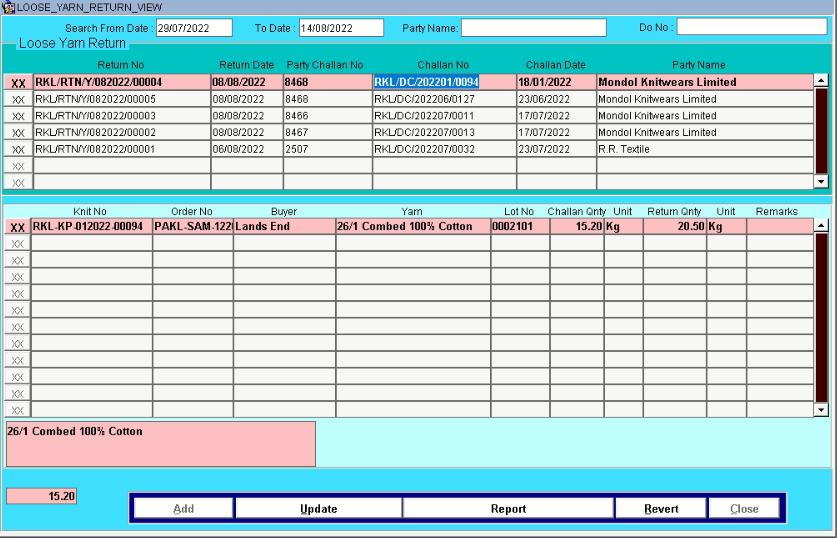 LOOSE_YARN_RETURN_VIEW
Search From Date : 29/07/2022 To Date : 14/08/2022 Party Name: Do No :
Loose Yarn Return
Return No Return Date Party Challan No Challan No Challan Date Party Name
XX RKL/RTN/Y/082022/00004 08/08/2022 8468 RKL/DC/202201/0094 18/01/2022 Mondol Knitwears Limited
XX RKL/RTN/Y/082022/00005 08/08/2022 8468 RKL/DC/202206/0127 23/06/2022 Mondol Knitwears Limited
XX RKL/RTN/Y/082022/00003 08/08/2022 8466 RKL/DC/202207/0011 17/07/2022 Mondol Knitwears Limited
XX RKL/RTN/Y/082022/00002 08/08/2022 8467 RKL/DC/202207/0013 17/07/2022 Mondol Knitwears Limited
XX RKL/RTN/Y/082022/00001 06/08/2022 2507 RKL/DC/202207/0032 23/07/2022 R.R. Textile
XX
XX
Knit No Order No Buyer Yarn Lot No Challan Qnty Unit Return Qnty Unit Remarks
XX RKL-KP-012022-00094 PAKL-SAM-122 Lands End 26/1 Combed 100% Cotton 0002101 15.20 Kg 20.50 Kg
XX
XX
XX
XX
XX
XX
XX
XX
XX
XX
XX
26/1 Combed 100% Cotton
15.20
Add Update Report Revert Close